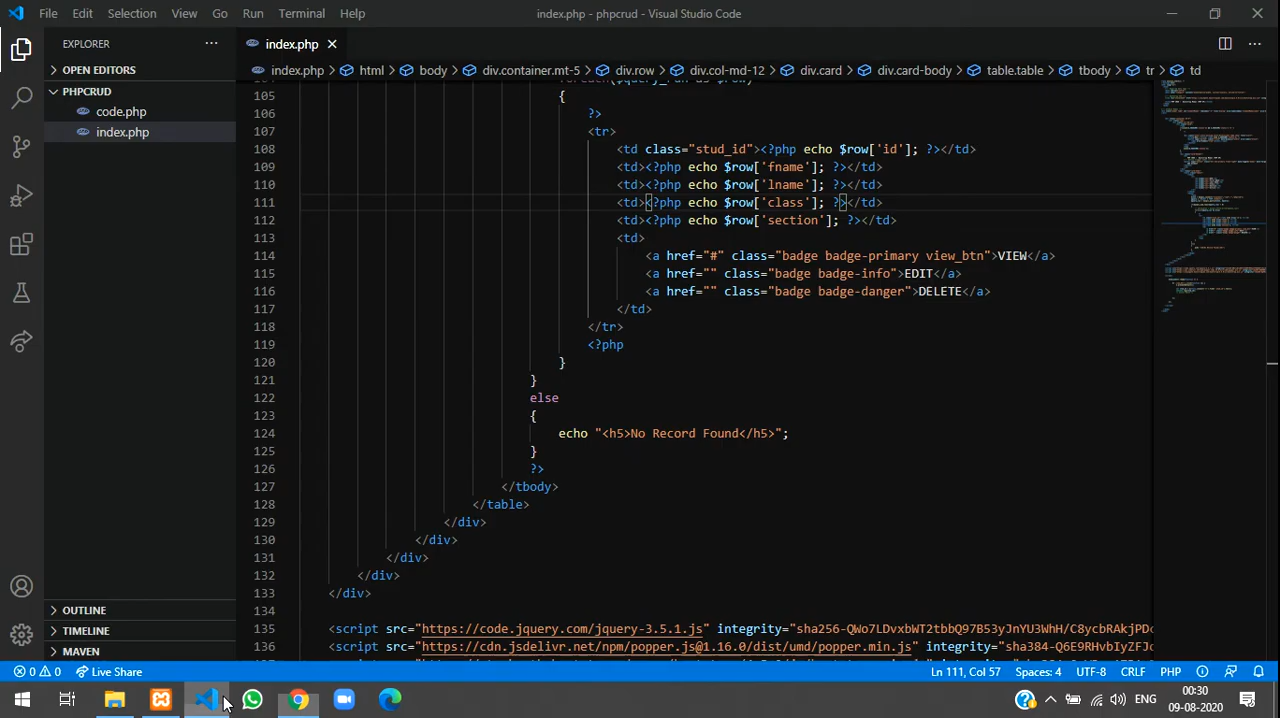 File Edit Selection View Go Run Terminal Help
index.php - phpcrud - Visual Studio Code
EXPLORER
index.php
OPEN EDITORS
PHPCRUD
code.php
index.php
OUTLINE
TIMELINE
MAVEN
index.php > html > body > div.container.mt-5 > div.row > div.col-md-12 > div.card > div.card-body > table.table > tbody > tr > td
105 {
106 ?>
107 <tr>
108 <td class="stud_id"><?php echo $row['id']; ?></td>
109 <td><?php echo $row['fname']; ?></td>
110 <td><?php echo $row['lname']; ?></td>
111 <td><?php echo $row['class']; ?></td>
112 <td><?php echo $row['section']; ?></td>
113 <td>
114 <a href="#" class="badge badge-primary view_btn">VIEW</a>
115 <a href="" class="badge badge-info">EDIT</a>
116 <a href="" class="badge badge-danger">DELETE</a>
117 </td>
118 </tr>
119 <?php
120 }
121 }
122 else
123 {
124 echo "<h5>No Record Found</h5>";
125 }
126 ?>
127 </tbody>
128 </table>
129 </div>
130 </div>
131 </div>
132 </div>
133 </div>
134
135 <script src="https://code.jquery.com/jquery-3.5.1.js" integrity="sha256-QWo7LDvxbWT2tbbQ97B53yJnYU3WhH/C8ycbRAkjPDc
136 <script src="https://cdn.jsdelivr.net/npm/popper.js@1.16.0/dist/umd/popper.min.js" integrity="sha384-Q6E9RHvbIyZFJc
0 0 Live Share
Ln 111, Col 57 Spaces: 4 UTF-8 CRLF PHP
ENG
00:30
09-08-2020